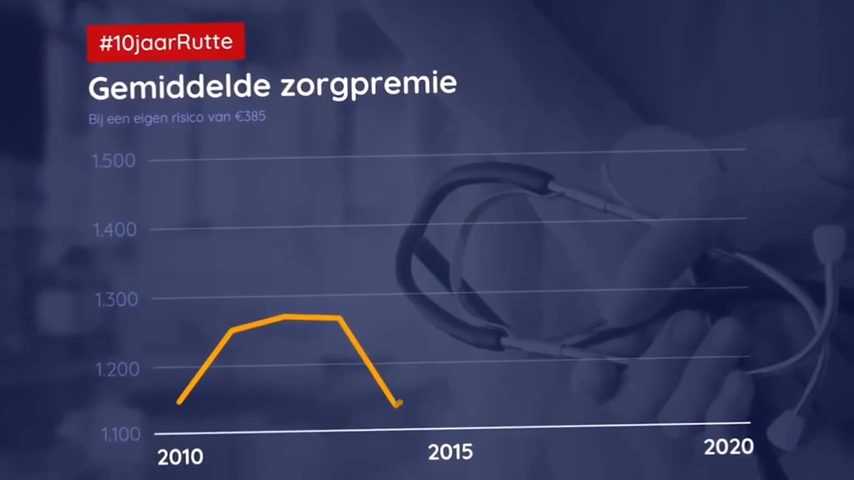 #10jaarRutte
Gemiddelde zorgpremie
Bij een eigen risico van €385
1.500
1.400
1.300
1.200
1.100
2010 2015 2020